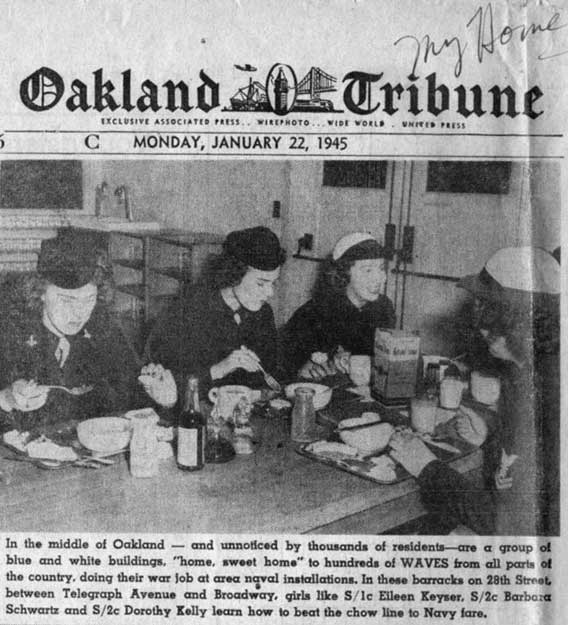 My Home
Oakland Tribune
EXCLUSIVE ASSOCIATED PRESS... WIREPHOTO... WIDE WORLD . UNITED PRESS
C MONDAY, JANUARY 22, 1945
In the middle of Oakland — and unnoticed by thousands of residents—are a group of
blue and white buildings, "home, sweet home" to hundreds of WAVES from all parts of
the country, doing their war job at area naval installations. In these barracks on 28th Street,
between Telegraph Avenue and Broadway, girls like S/1c Eileen Keyser, S/2c Barbara
Schwartz and S/2c Dorothy Kelly learn how to beat the chow line to Navy fare.